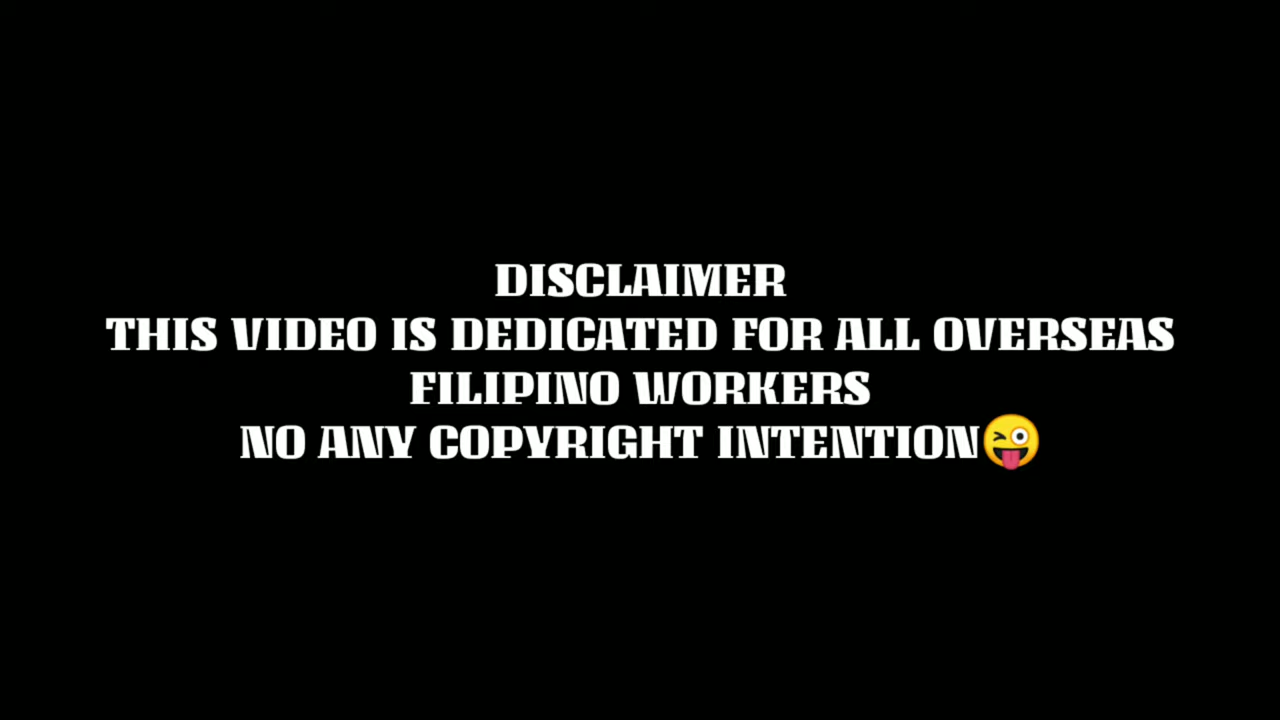 DISCLAIMER
THIS VIDEO IS DEDICATED FOR ALL OVERSEAS
FILIPINO WORKERS
NO ANY COPYRIGHT INTENTION😜